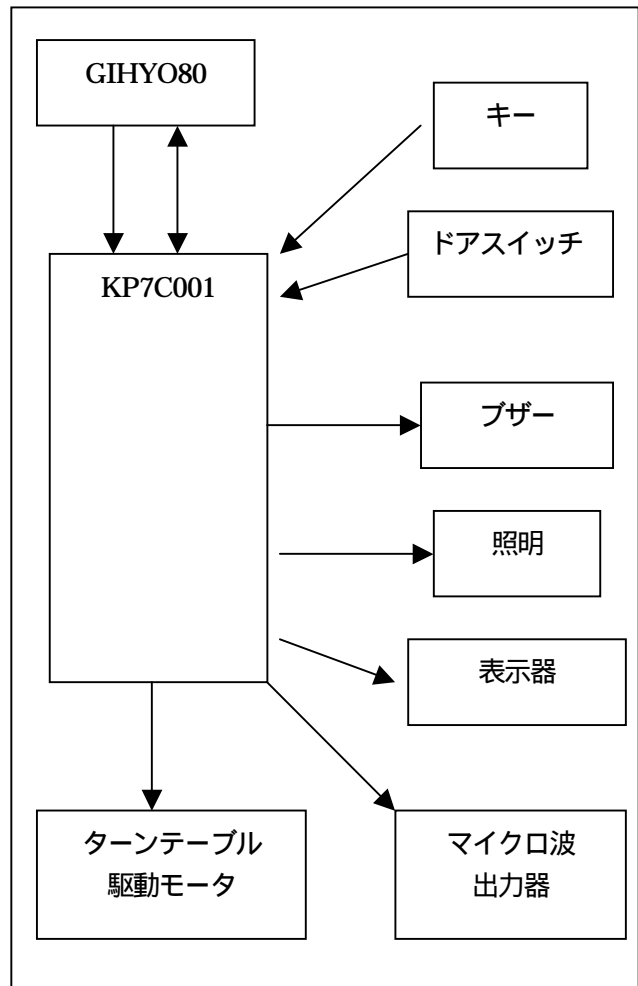 GIHYO80
キー
ドアスイッチ
KP7C001
ブザー
照明
表示器
ターンテーブル
駆動モータ
マイクロ波
出力器